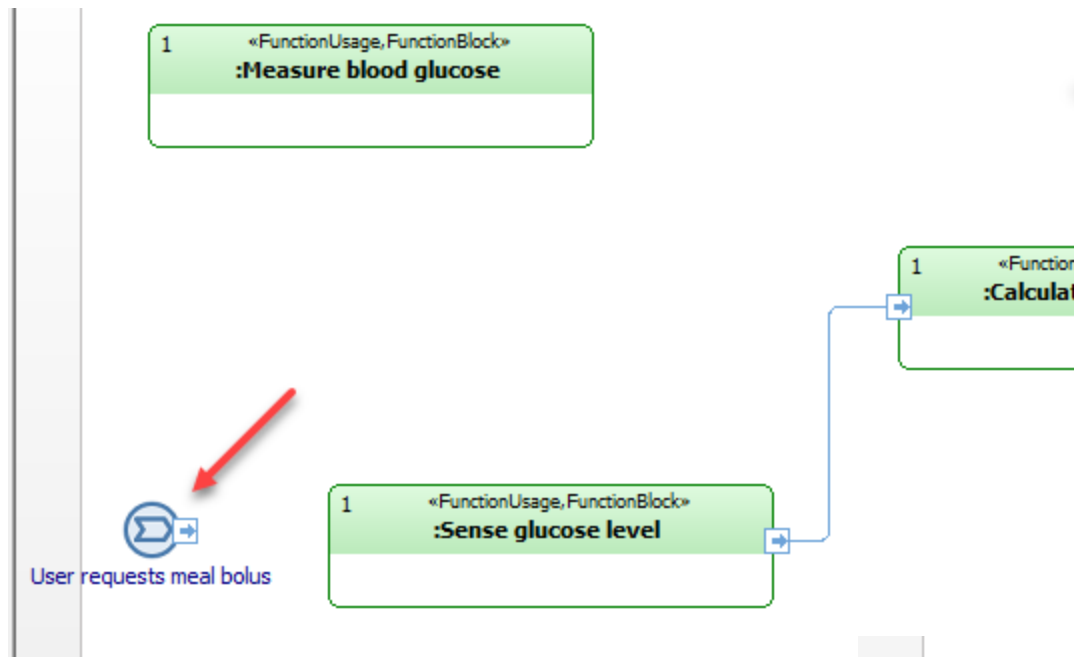 1
«FunctionUsage,FunctionBlock»
:Measure blood glucose
1
«Function
:Calculat
1
«FunctionUsage,FunctionBlock»
:Sense glucose level
User requests meal bolus